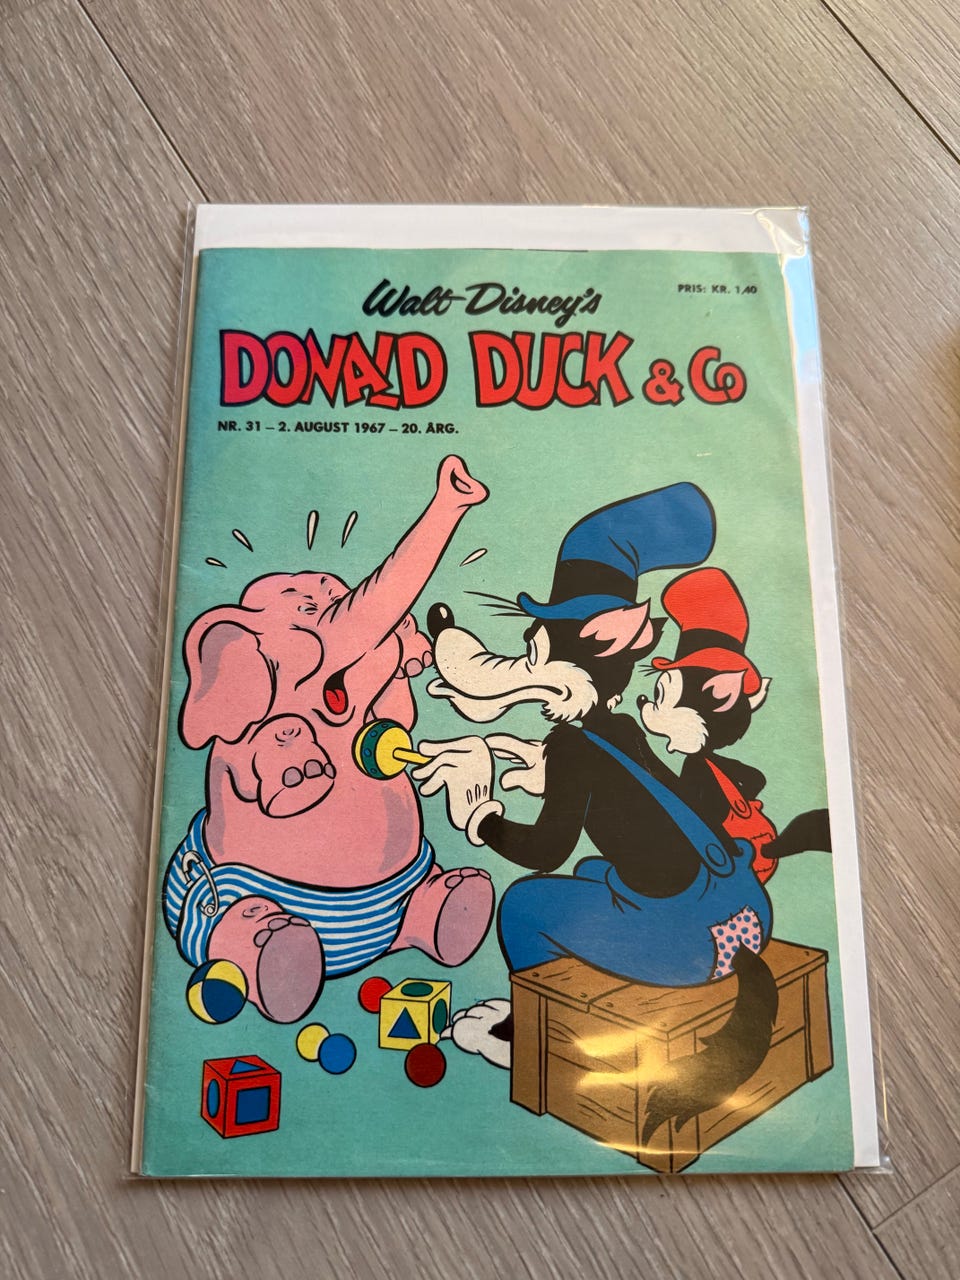 Walt Disney's
PRIS: KR. 1,40
DONALD DUCK & Co
NR. 31 – 2. AUGUST 1967 – 20. ÅRG.